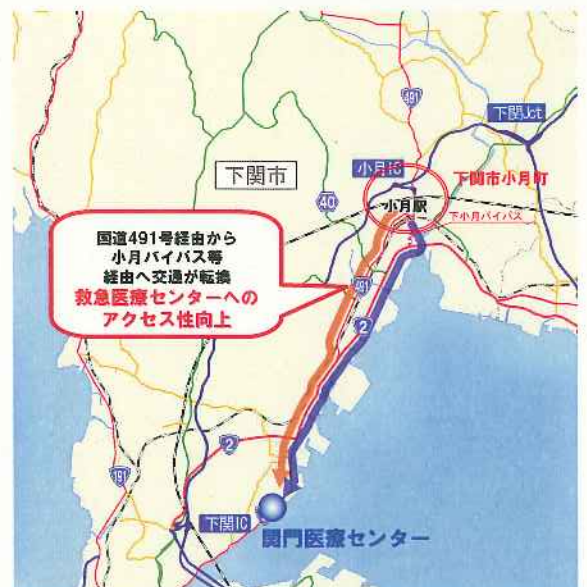 491
下関Jct
小月IC
下関市小月町
下関市
40
小月駅
下小月バイパス
国道491号経由から
小月バイパス等
経由へ交通が転換
救急医療センターへの
アクセス性向上
491
2
2
191
下関IC
関門医療センター